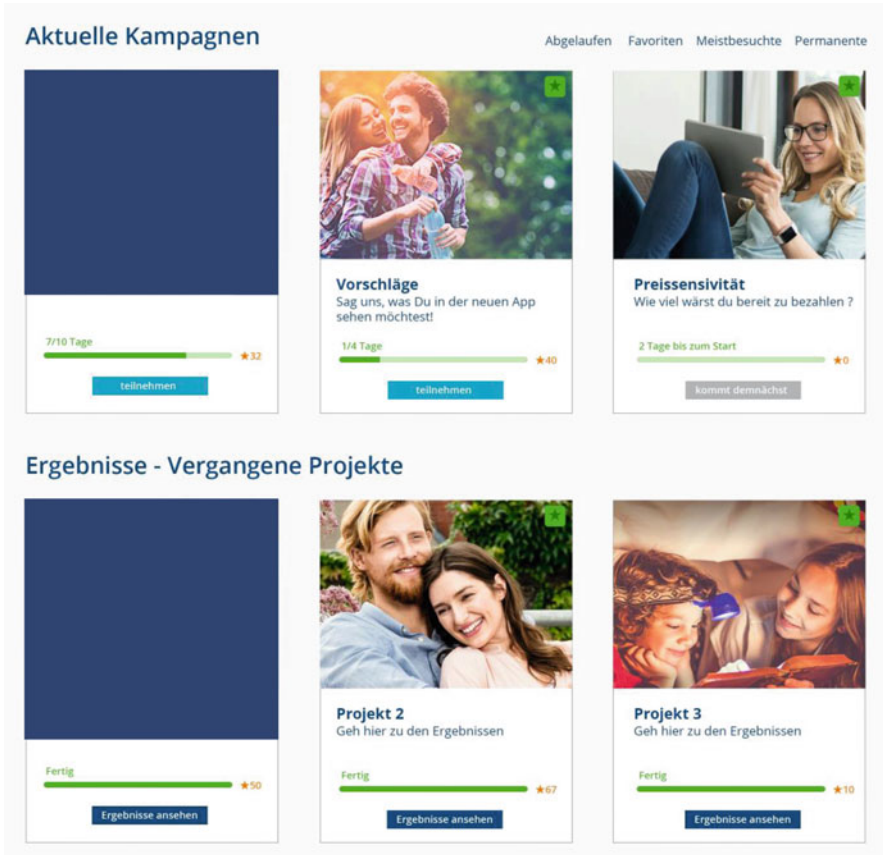 Aktuelle Kampagnen
Abgelaufen Favoriten Meistbesuchte Permanente
7/10 Tage
★32
teilnehmen
Vorschläge
Sag uns, was Du in der neuen App
sehen möchtest!
1/4 Tage
★40
teilnehmen
Preissensivität
Wie viel wärst du bereit zu bezahlen ?
2 Tage bis zum Start
★0
kommt demnächst
Ergebnisse - Vergangene Projekte
Fertig
★50
Ergebnisse ansehen
Projekt 2
Geh hier zu den Ergebnissen
Fertig
★67
Ergebnisse ansehen
Projekt 3
Geh hier zu den Ergebnissen
Fertig
★10
Ergebnisse ansehen